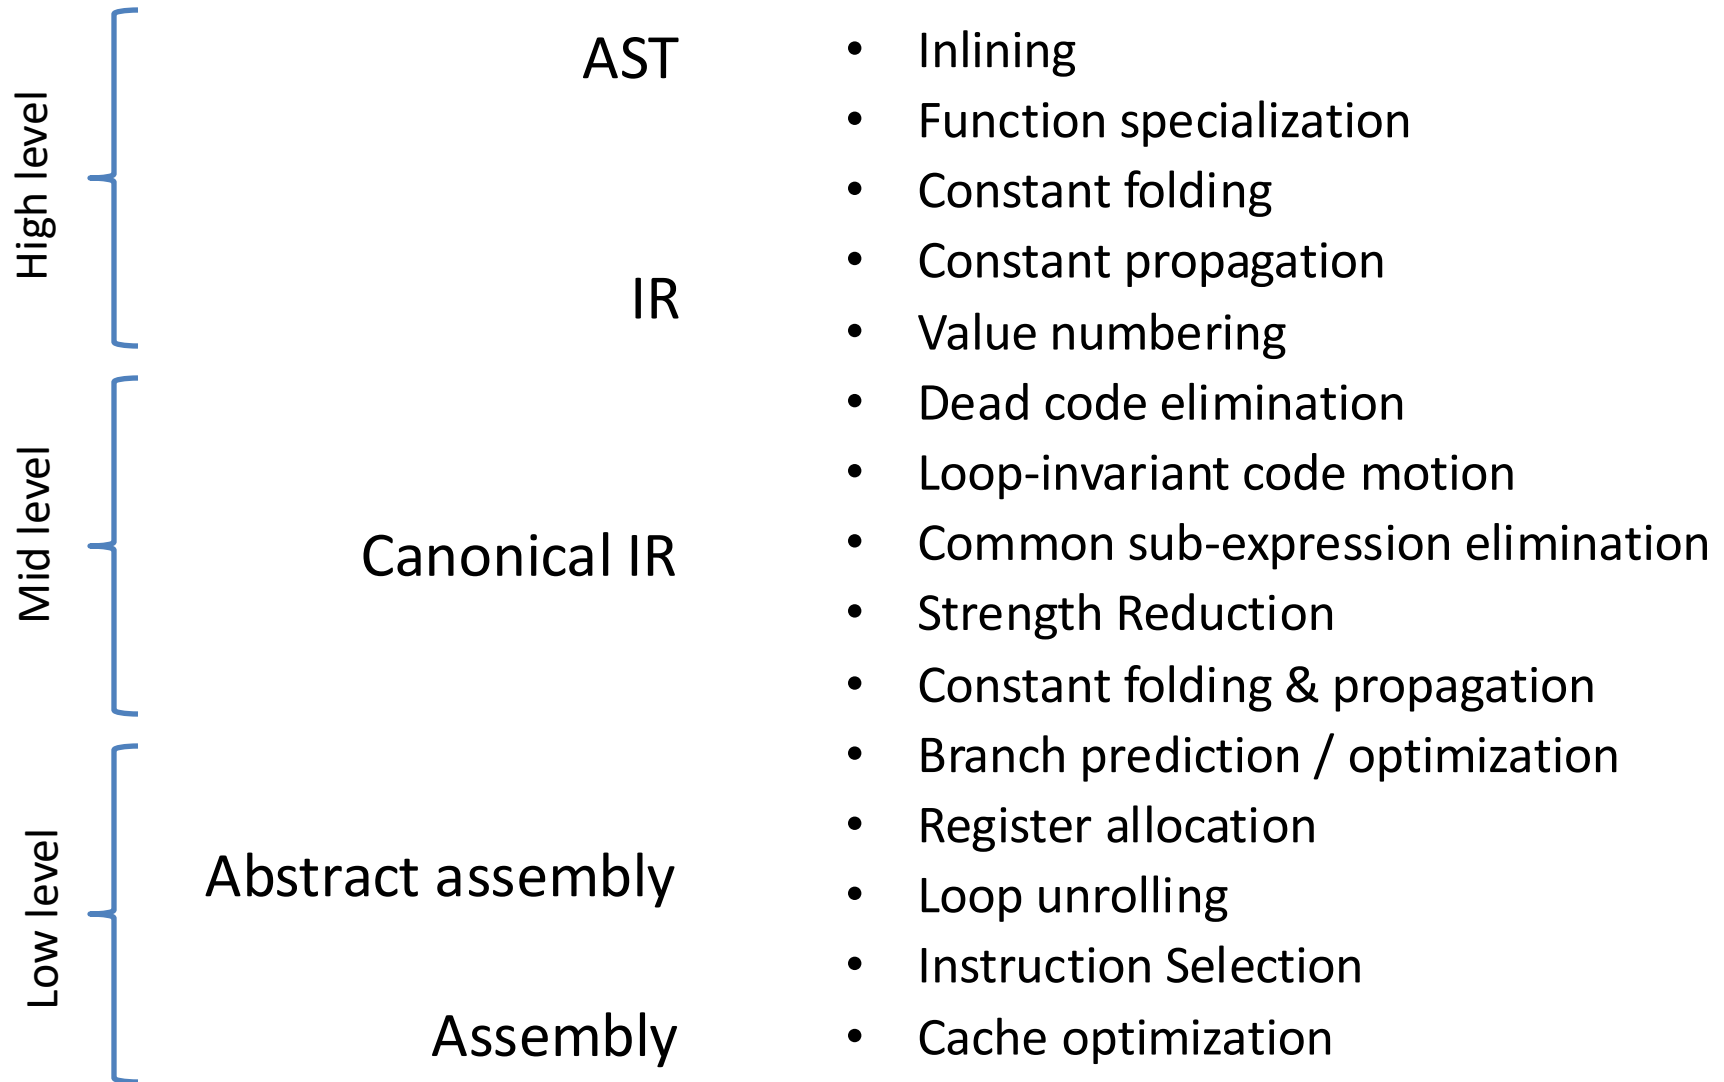 High level
AST
IR
Mid level
Canonical IR
Low level
Abstract assembly
Assembly
• Inlining
• Function specialization
• Constant folding
• Constant propagation
• Value numbering
• Dead code elimination
• Loop-invariant code motion
• Common sub-expression elimination
• Strength Reduction
• Constant folding & propagation
• Branch prediction / optimization
• Register allocation
• Loop unrolling
• Instruction Selection
• Cache optimization